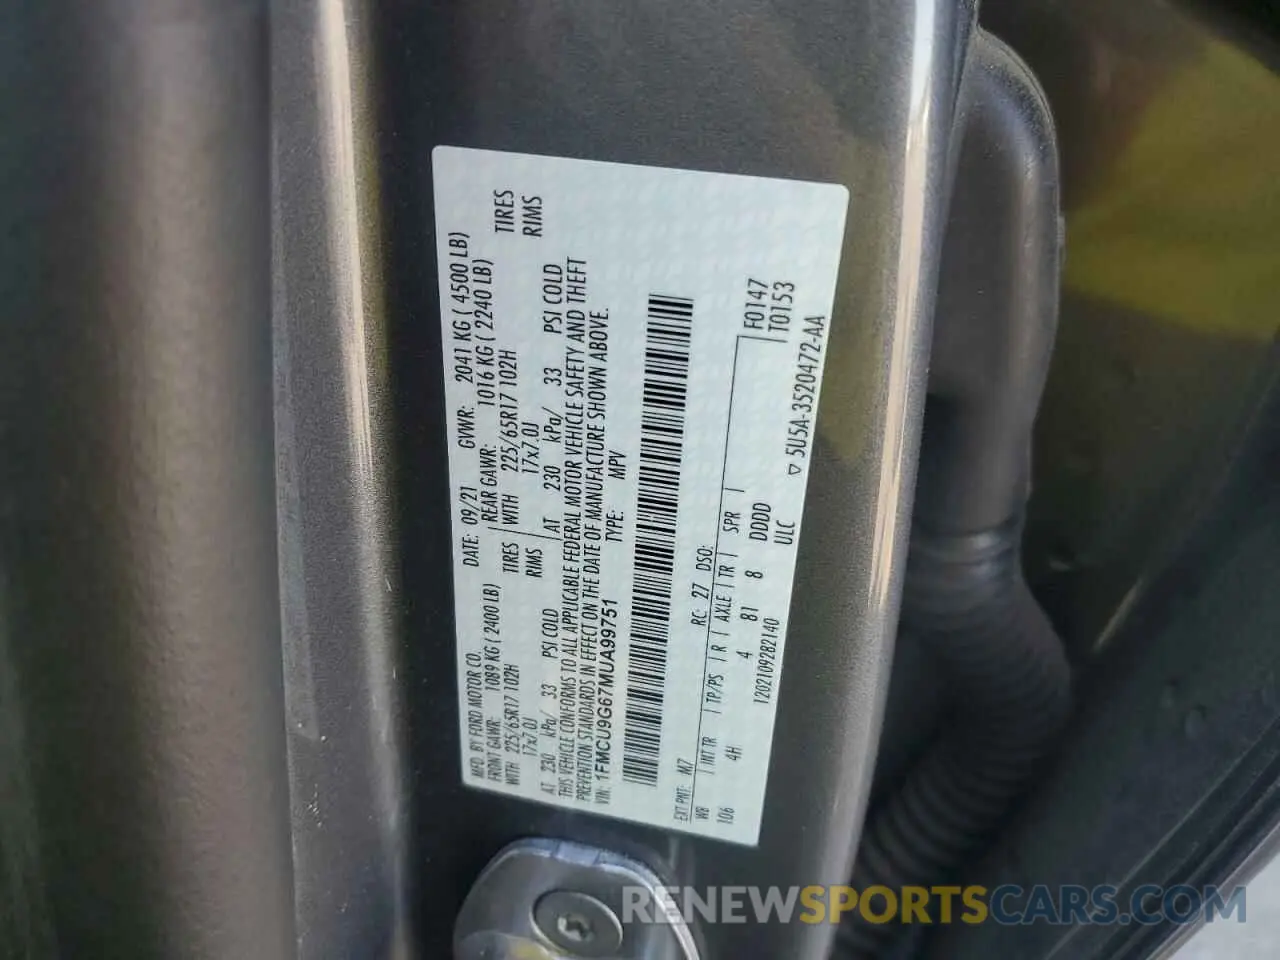 MFD. BY FORD MOTOR CO.
DATE: 09/21 GVWR: 2041 KG ( 4500 LB)
FRONT GAWR: 1089 KG ( 2400 LB) REAR GAWR: 1016 KG ( 2240 LB)
WITH 225/65R17 102H TIRES WITH 225/65R17 102H TIRES
17x7.0J RIMS 17x7.0J RIMS
AT 230 kPa/ 33 PSI COLD AT 230 kPa/ 33 PSI COLD
THIS VEHICLE CONFORMS TO ALL APPLICABLE FEDERAL MOTOR VEHICLE SAFETY AND THEFT
PREVENTION STANDARDS IN EFFECT ON THE DATE OF MANUFACTURE SHOWN ABOVE.
VIN: 1FMCU9G67MUA99751 TYPE: MPV
EXT PNT: M7 RC: 27 DSO: F0147
WB INT TR TP/PS R AXLE TR SPR T0153
106 4H 4 81 8 DDDD
1202109282140 ULC
▽ 5U5A-3520472-AA
RENEWSPORTSCARS.COM